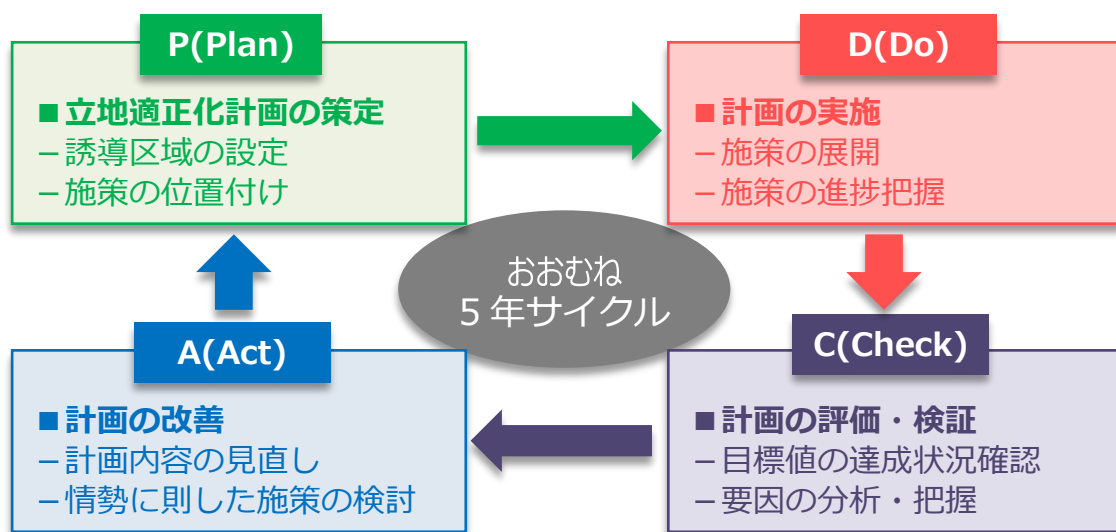 P(Plan)
■立地適正化計画の策定
−誘導区域の設定
−施策の位置付け
D(Do)
■計画の実施
−施策の展開
−施策の進捗把握
おおむね
５年サイクル
A(Act)
■計画の改善
−計画内容の見直し
−情勢に則した施策の検討
C(Check)
■計画の評価・検証
−目標値の達成状況確認
−要因の分析・把握